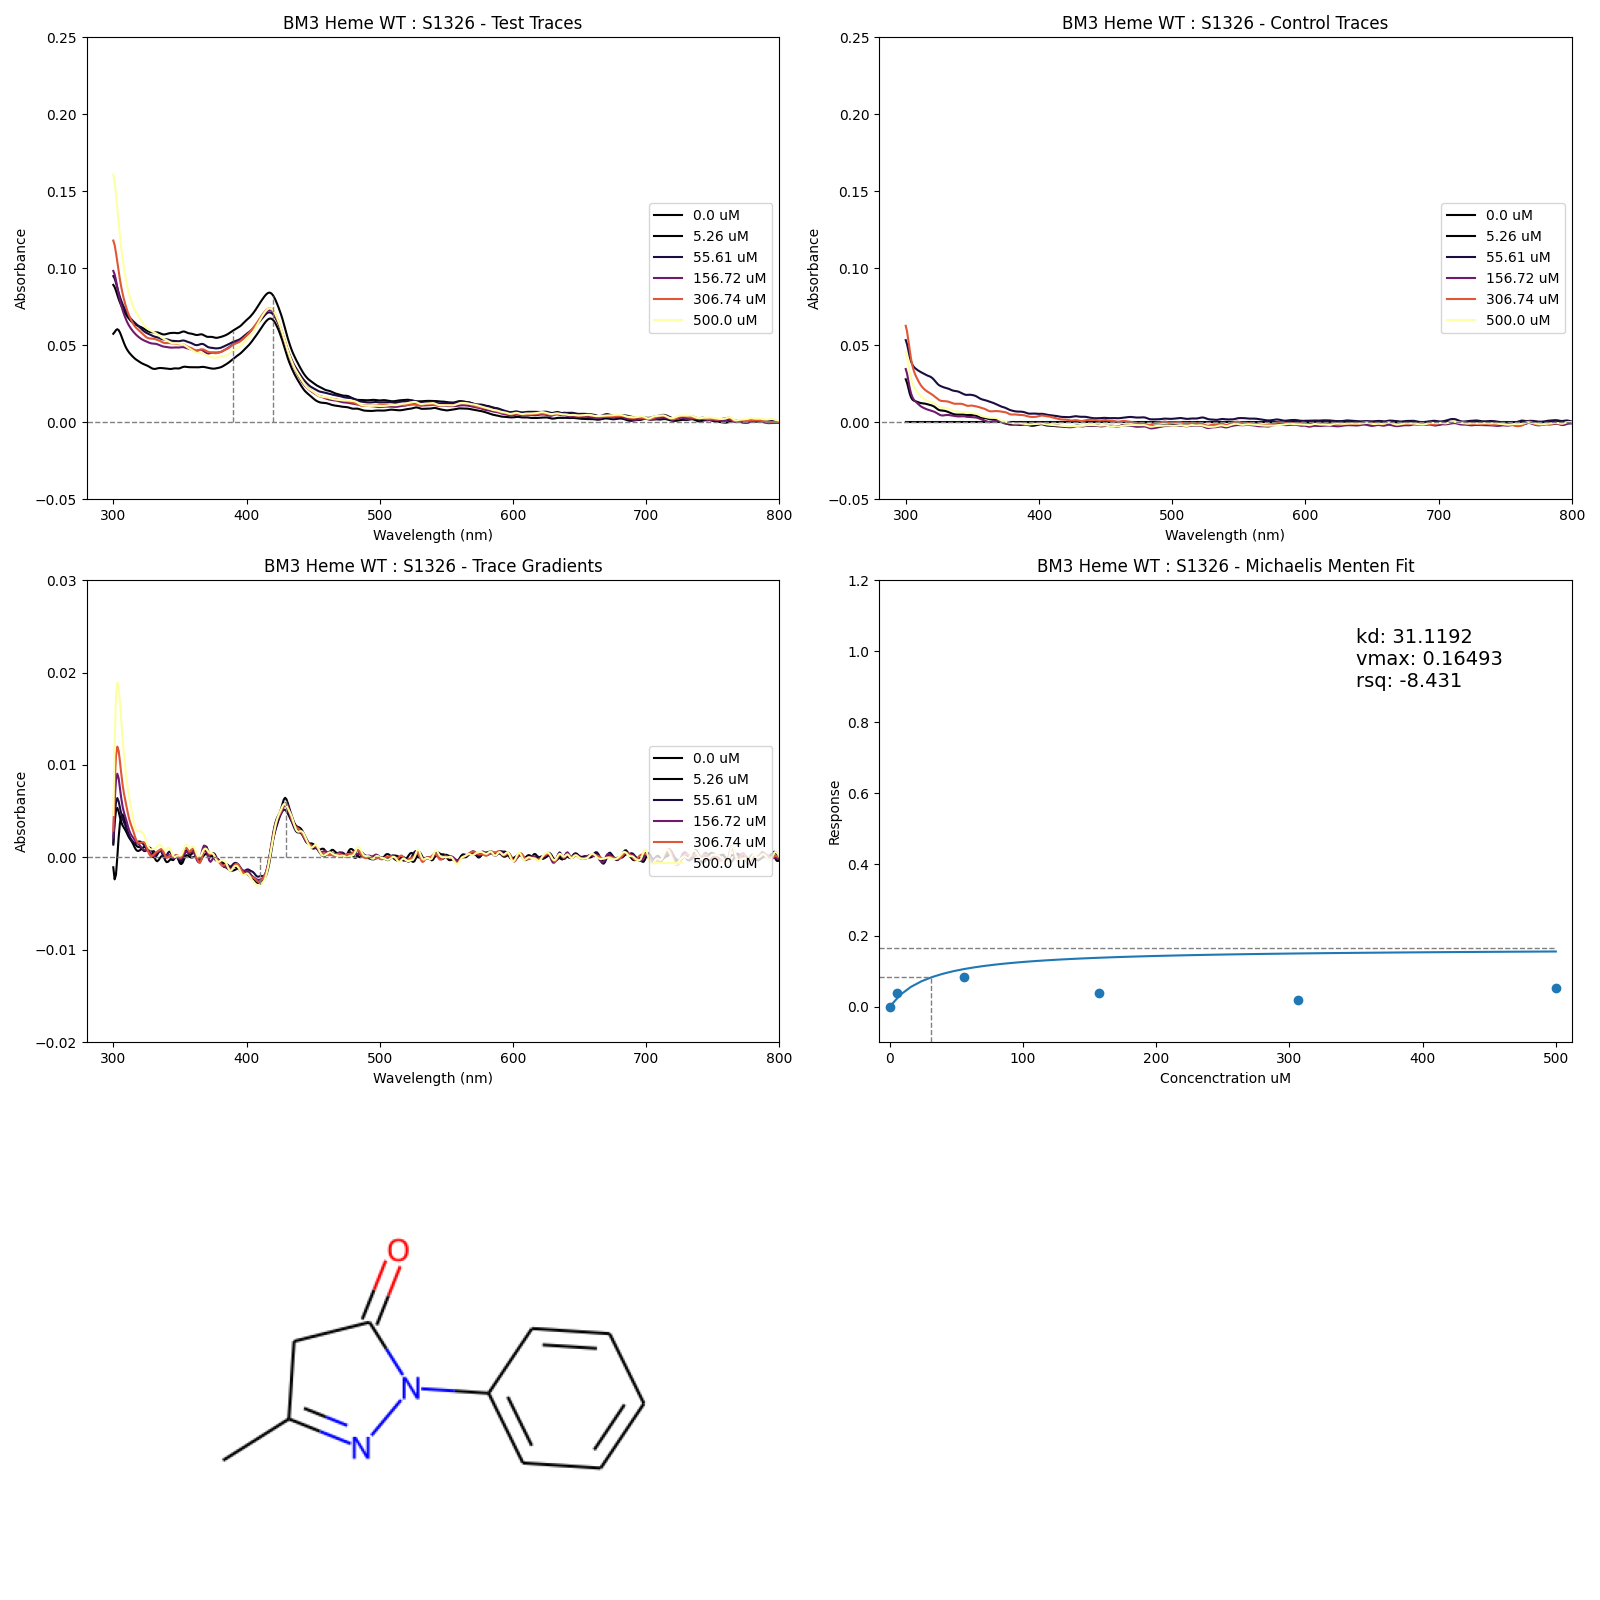 BM3 Heme WT : S1326 - Test Traces
0.25
0.20
0.15
0.10
0.05
0.00
−0.05
Absorbance
300 400 500 600 700 800
Wavelength (nm)
0.0 uM
5.26 uM
55.61 uM
156.72 uM
306.74 uM
500.0 uM
BM3 Heme WT : S1326 - Control Traces
0.25
0.20
0.15
0.10
0.05
0.00
−0.05
Absorbance
300 400 500 600 700 800
Wavelength (nm)
0.0 uM
5.26 uM
55.61 uM
156.72 uM
306.74 uM
500.0 uM
BM3 Heme WT : S1326 - Trace Gradients
0.03
0.02
0.01
0.00
−0.01
−0.02
Absorbance
300 400 500 600 700 800
Wavelength (nm)
0.0 uM
5.26 uM
55.61 uM
156.72 uM
306.74 uM
500.0 uM
BM3 Heme WT : S1326 - Michaelis Menten Fit
1.2
1.0
0.8
0.6
0.4
0.2
0.0
Response
0 100 200 300 400 500
Concenctration uM
kd: 31.1192
vmax: 0.16493
rsq: -8.431
O
N
N